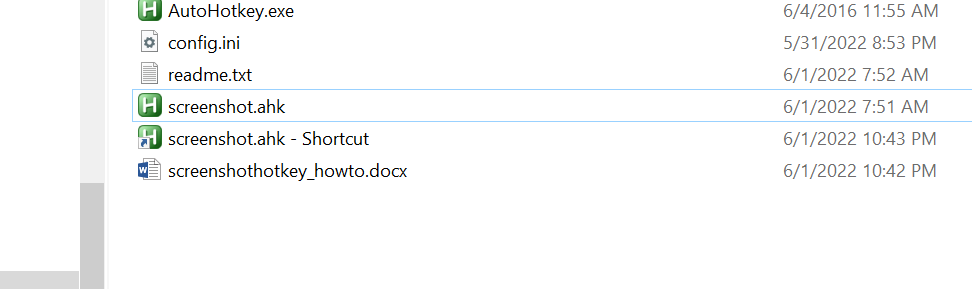 AutoHotkey.exe 6/4/2016 11:55 AM
config.ini 5/31/2022 8:53 PM
readme.txt 6/1/2022 7:52 AM
screenshot.ahk 6/1/2022 7:51 AM
screenshot.ahk - Shortcut 6/1/2022 10:43 PM
screenshothotkey_howto.docx 6/1/2022 10:42 PM